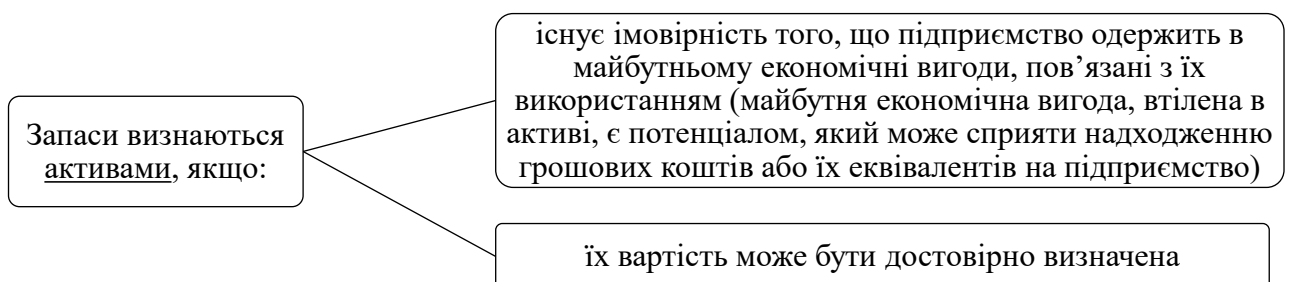 Запаси визнаються
активами, якщо:
існує імовірність того, що підприємство одержить в
майбутньому економічні вигоди, пов’язані з їх
використанням (майбутня економічна вигода, втілена в
активі, є потенціалом, який може сприяти надходженню
грошових коштів або їх еквівалентів на підприємство)
їх вартість може бути достовірно визначена